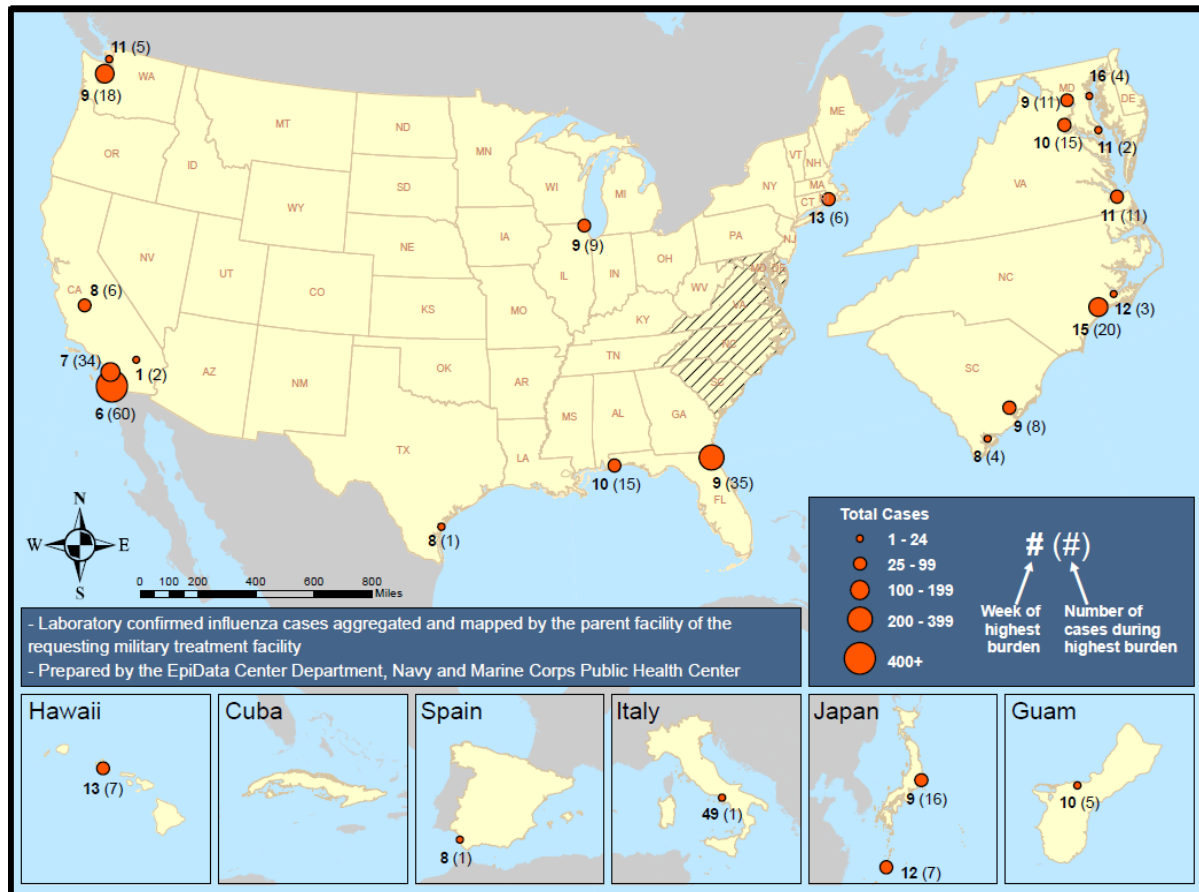 11 (5)
WA
9 (18)
MT
ND
MN
ME
OR
ID
SD
WI
MI
VT
NH
NY
MA
CT
13 (6)
WY
IA
NE
9 (9)
PA
NJ
NV
UT
CO
IL
IN
OH
WV
MD
DE
VA
CA
8 (6)
KS
MO
KY
NC
7 (34)
1 (2)
AZ
NM
OK
AR
TN
SC
6 (60)
MS
AL
GA
TX
LA
10 (15)
9 (35)
FL
8 (1)
16 (4)
MD
DE
9 (11)
10 (15)
11 (2)
VA
11 (11)
NC
12 (3)
15 (20)
SC
9 (8)
8 (4)
N
W
E
S
0 100 200 400 600 800
Miles
Total Cases
1 - 24
25 - 99
100 - 199
200 - 399
400+
# (#)
Week of
highest
burden
Number of
cases during
highest burden
- Laboratory confirmed influenza cases aggregated and mapped by the parent facility of the
requesting military treatment facility
- Prepared by the EpiData Center Department, Navy and Marine Corps Public Health Center
Hawaii
13 (7)
Cuba
Spain
8 (1)
Italy
49 (1)
Japan
9 (16)
12 (7)
Guam
10 (5)